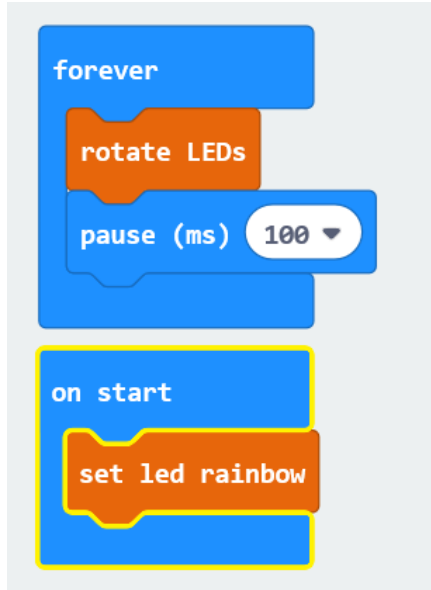 forever
rotate LEDs
pause (ms) 100
on start
set led rainbow